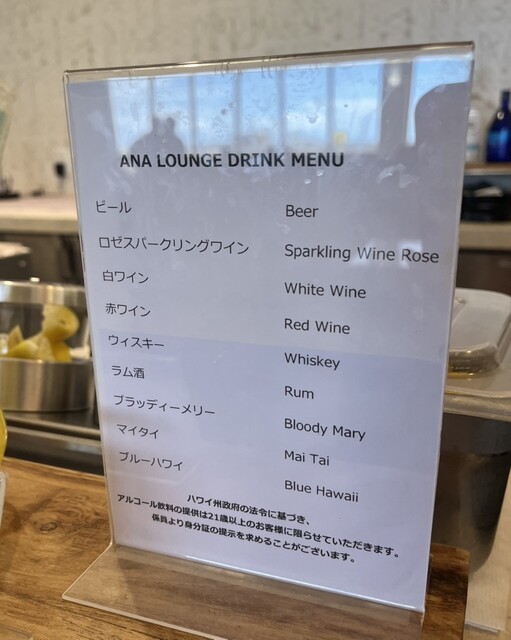 ANA LOUNGE DRINK MENU
ビール Beer
ロゼスパークリングワイン Sparkling Wine Rose
白ワイン White Wine
赤ワイン Red Wine
ウィスキー Whiskey
ラム酒 Rum
ブラッディーメリー Bloody Mary
マイタイ Mai Tai
ブルーハワイ Blue Hawaii
ハワイ州政府の法令に基づき、
アルコール飲料の提供は21歳以上のお客様に限らせていただきます。
係員より身分証の提示を求めることがございます。